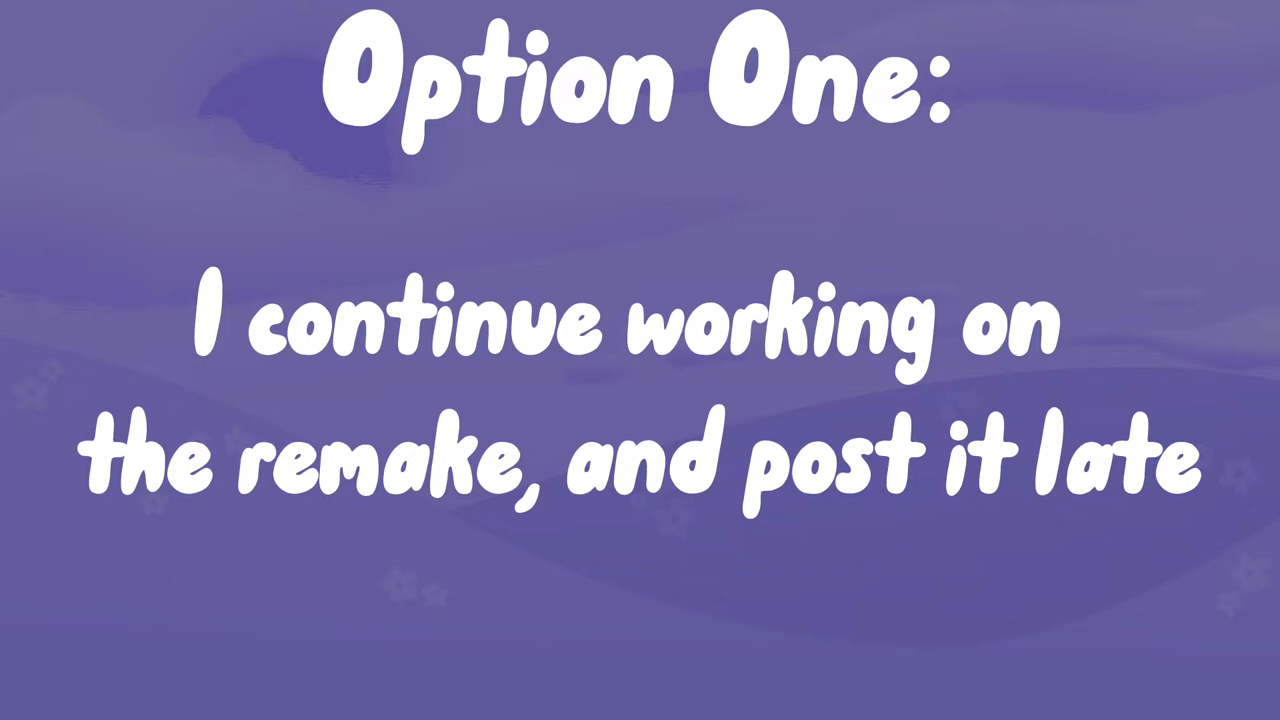 Option One:
I continue working on
the remake, and post it late